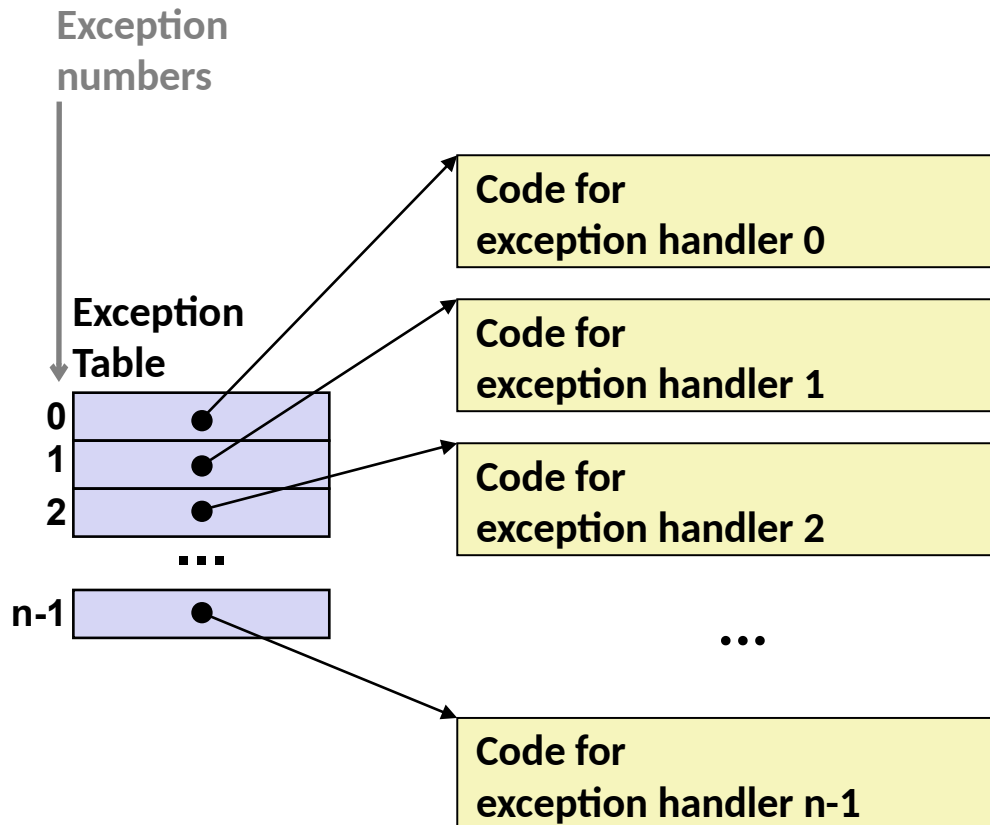 Exception
numbers
Code for
exception handler 0
Exception
Table
Code for
exception handler 1
0
1
2
Code for
exception handler 2
...
n-1
...
Code for
exception handler n-1